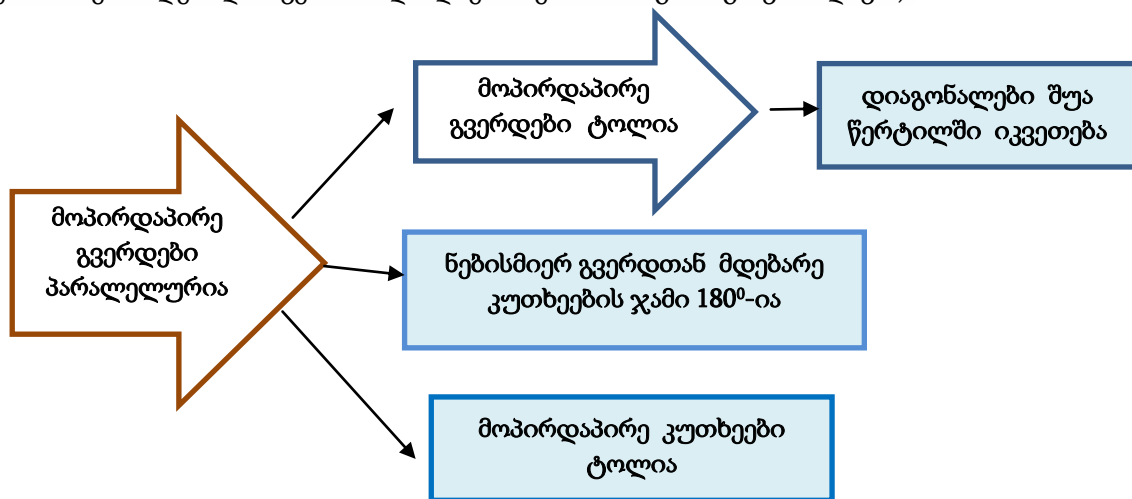 მოპირდაპირე
გვერდები ტოლია
დიაგონალები შუა
წერტილში იკვეთება
მოპირდაპირე
გვერდები
პარალელურია
ნებისმიერ გვერდთან მდებარე
კუთხეების ჯამი 180⁰-ია
მოპირდაპირე კუთხეები
ტოლია